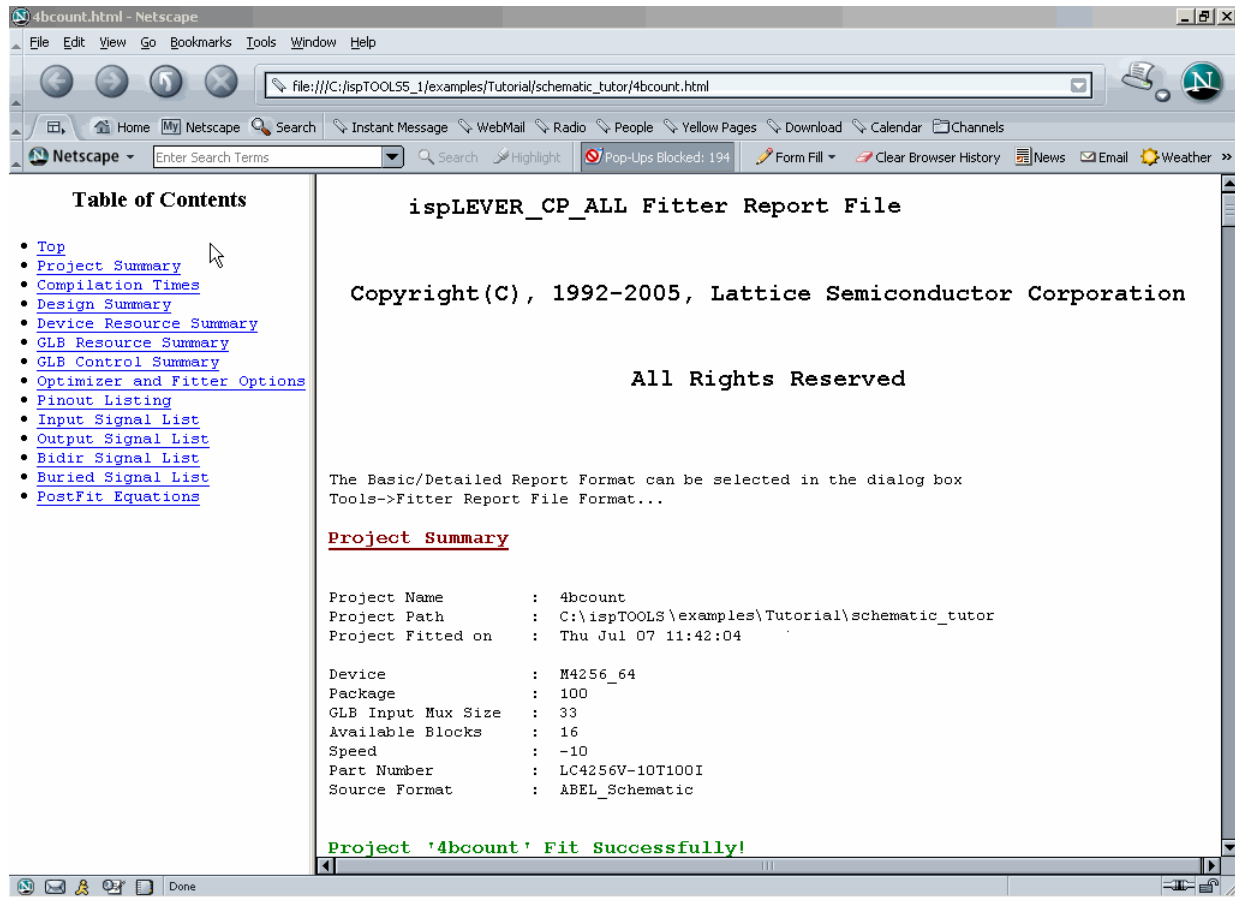 4bcount.html - Netscape
File Edit View Go Bookmarks Tools Window Help
file:///C:/ispTOOLS5_1/examples/Tutorial/schematic_tutor/4bcount.html
N
Home My Netscape Search Instant Message WebMail Radio People Yellow Pages Download Calendar Channels
Netscape Enter Search Terms Search Highlight Pop-Ups Blocked: 194 Form Fill Clear Browser History News Email Weather »
Table of Contents
Top
Project Summary
Compilation Times
Design Summary
Device Resource Summary
GLB Resource Summary
GLB Control Summary
Optimizer and Fitter Options
Pinout Listing
Input Signal List
Output Signal List
Bidir Signal List
Buried Signal List
PostFit Equations
ispLEVER_CP_ALL Fitter Report File
Copyright(C), 1992-2005, Lattice Semiconductor Corporation
All Rights Reserved
The Basic/Detailed Report Format can be selected in the dialog box
Tools->Fitter Report File Format...
Project Summary
Project Name : 4bcount
Project Path : C:\ispTOOLS\examples\Tutorial\schematic_tutor
Project Fitted on : Thu Jul 07 11:42:04
Device : M4256_64
Package : 100
GLB Input Mux Size : 33
Available Blocks : 16
Speed : -10
Part Number : LC4256V-10T100I
Source Format : ABEL_Schematic
Project '4bcount' Fit Successfully!
Done